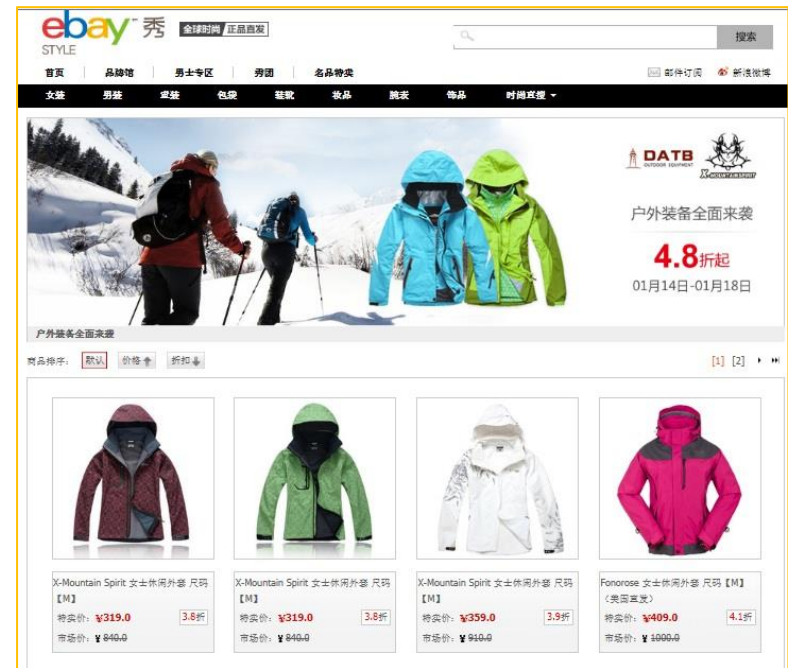 ebay 秀
STYLE
全球时尚 正品直发
搜索
首页 品牌馆 男士专区 秀团 名品特卖
邮件订阅 新浪微博
女装 男装 童装 包袋 鞋靴 妆品 腕表 饰品 时尚直搜
DATB
OUTDOOR EQUIPMENT
X-MOUNTAIN SPIRIT
户外装备全面来袭
4.8折起
01月14日-01月18日
户外装备全面来袭
商品排序: 默认 价格 折扣
[1] [2]
X-Mountain Spirit 女士休闲外套 尺码
【M】
特卖价: ¥319.0 3.8折
市场价: ¥ 840.0
X-Mountain Spirit 女士休闲外套 尺码
【M】
特卖价: ¥319.0 3.8折
市场价: ¥ 840.0
X-Mountain Spirit 女士休闲外套 尺码
【M】
特卖价: ¥359.0 3.9折
市场价: ¥ 910.0
Fonorose 女士休闲外套 尺码【M】
(美国直发)
特卖价: ¥409.0 4.1折
市场价: ¥ 1000.0